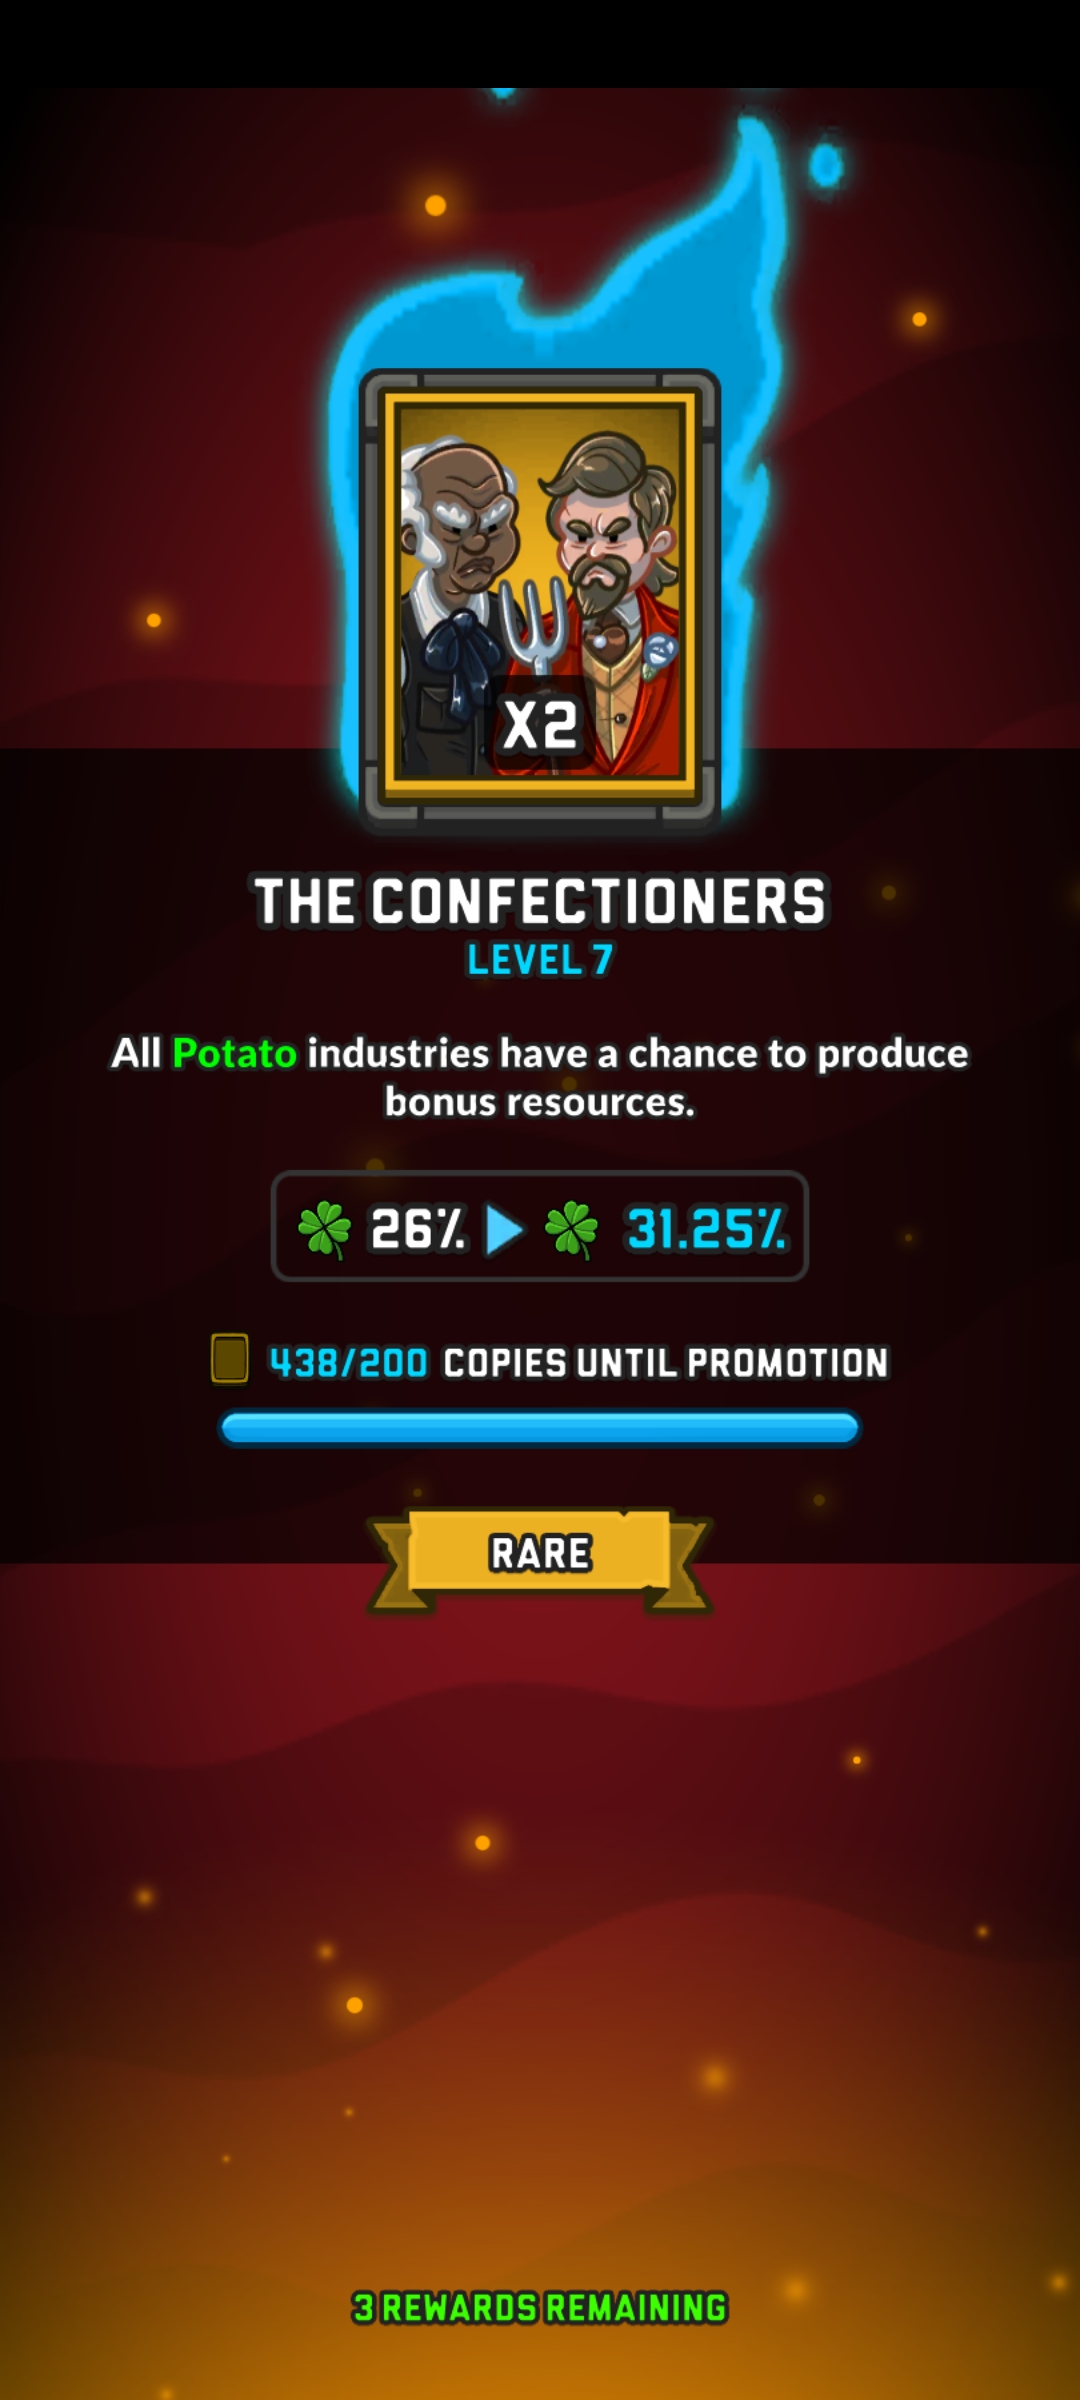 X2
THE CONFECTIONERS
LEVEL 7
All Potato industries have a chance to produce
bonus resources.
26% 31.25%
438/200 COPIES UNTIL PROMOTION
RARE
3 REWARDS REMAINING